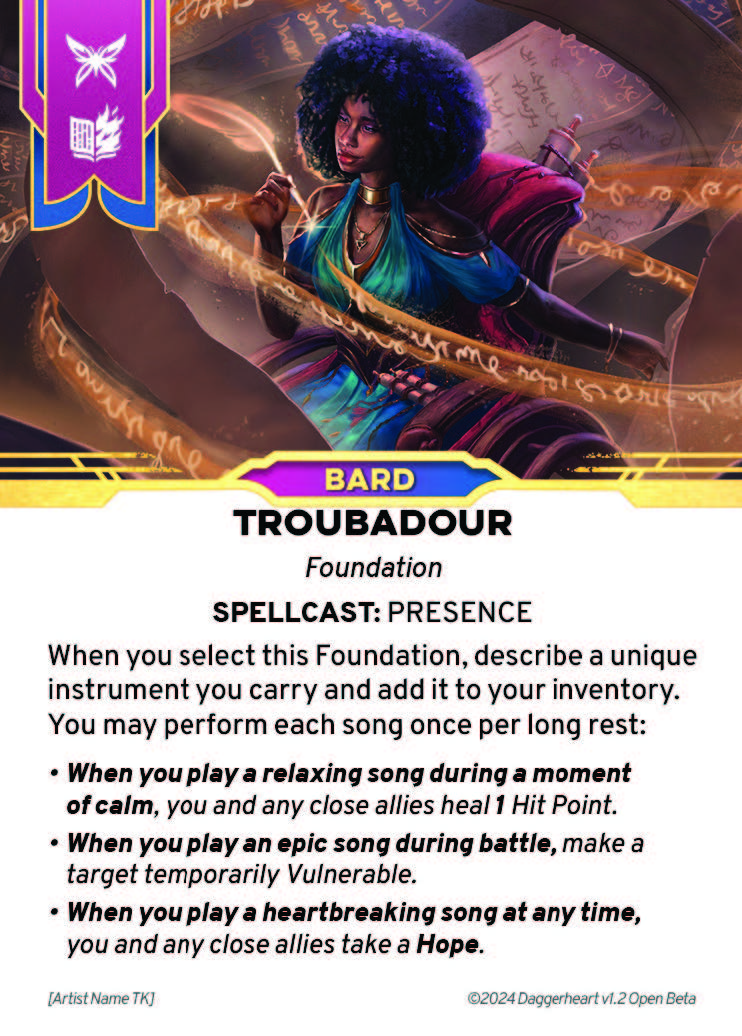 BARD
TROUBADOUR
Foundation
SPELLCAST: PRESENCE
When you select this Foundation, describe a unique
instrument you carry and add it to your inventory.
You may perform each song once per long rest:
• When you play a relaxing song during a moment
of calm, you and any close allies heal 1 Hit Point.
• When you play an epic song during battle, make a
target temporarily Vulnerable.
• When you play a heartbreaking song at any time,
you and any close allies take a Hope.
[Artist Name TK]
©2024 Daggerheart v1.2 Open Beta